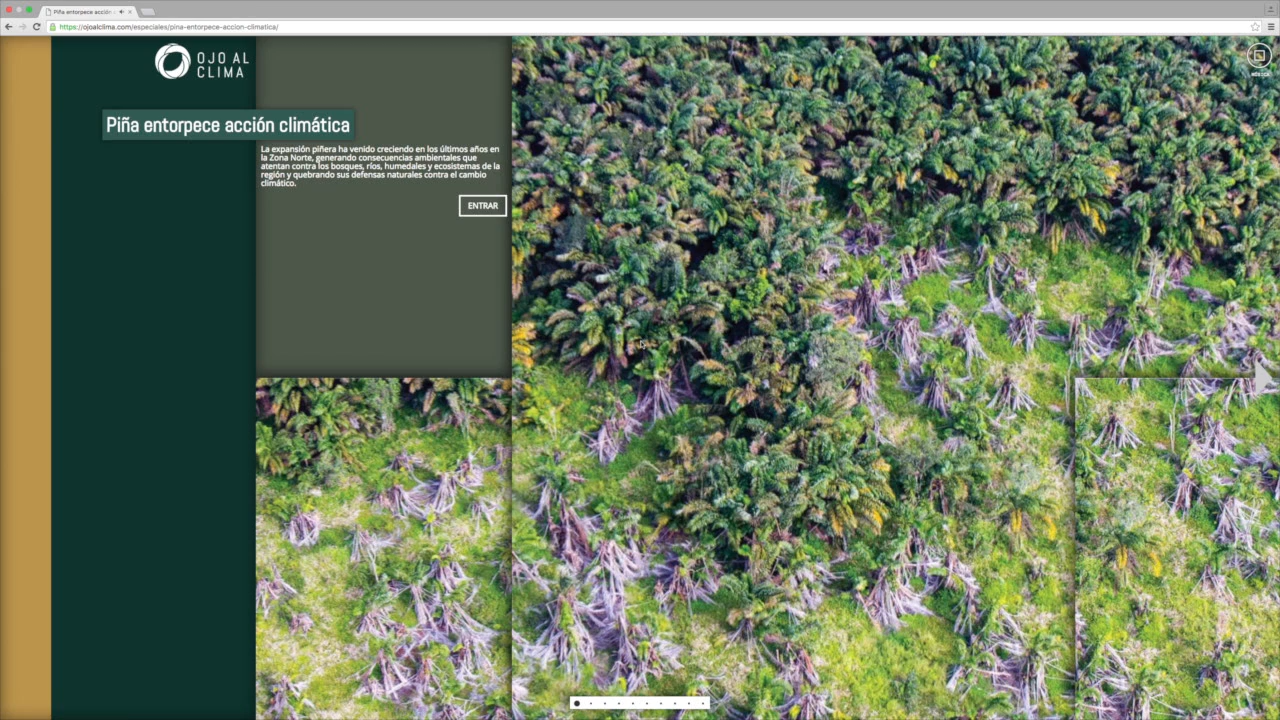 Piña entorpece acción
https://ojoalclima.com/especiales/pina-entorpece-accion-climatica/
OJO AL
CLIMA
Piña entorpece acción climática
La expansión piñera ha venido creciendo en los últimos años en
la Zona Norte, generando consecuencias ambientales que
atentan contra los bosques, ríos, humedales y ecosistemas de la
región y quebrando sus defensas naturales contra el cambio
climático.
ENTRAR